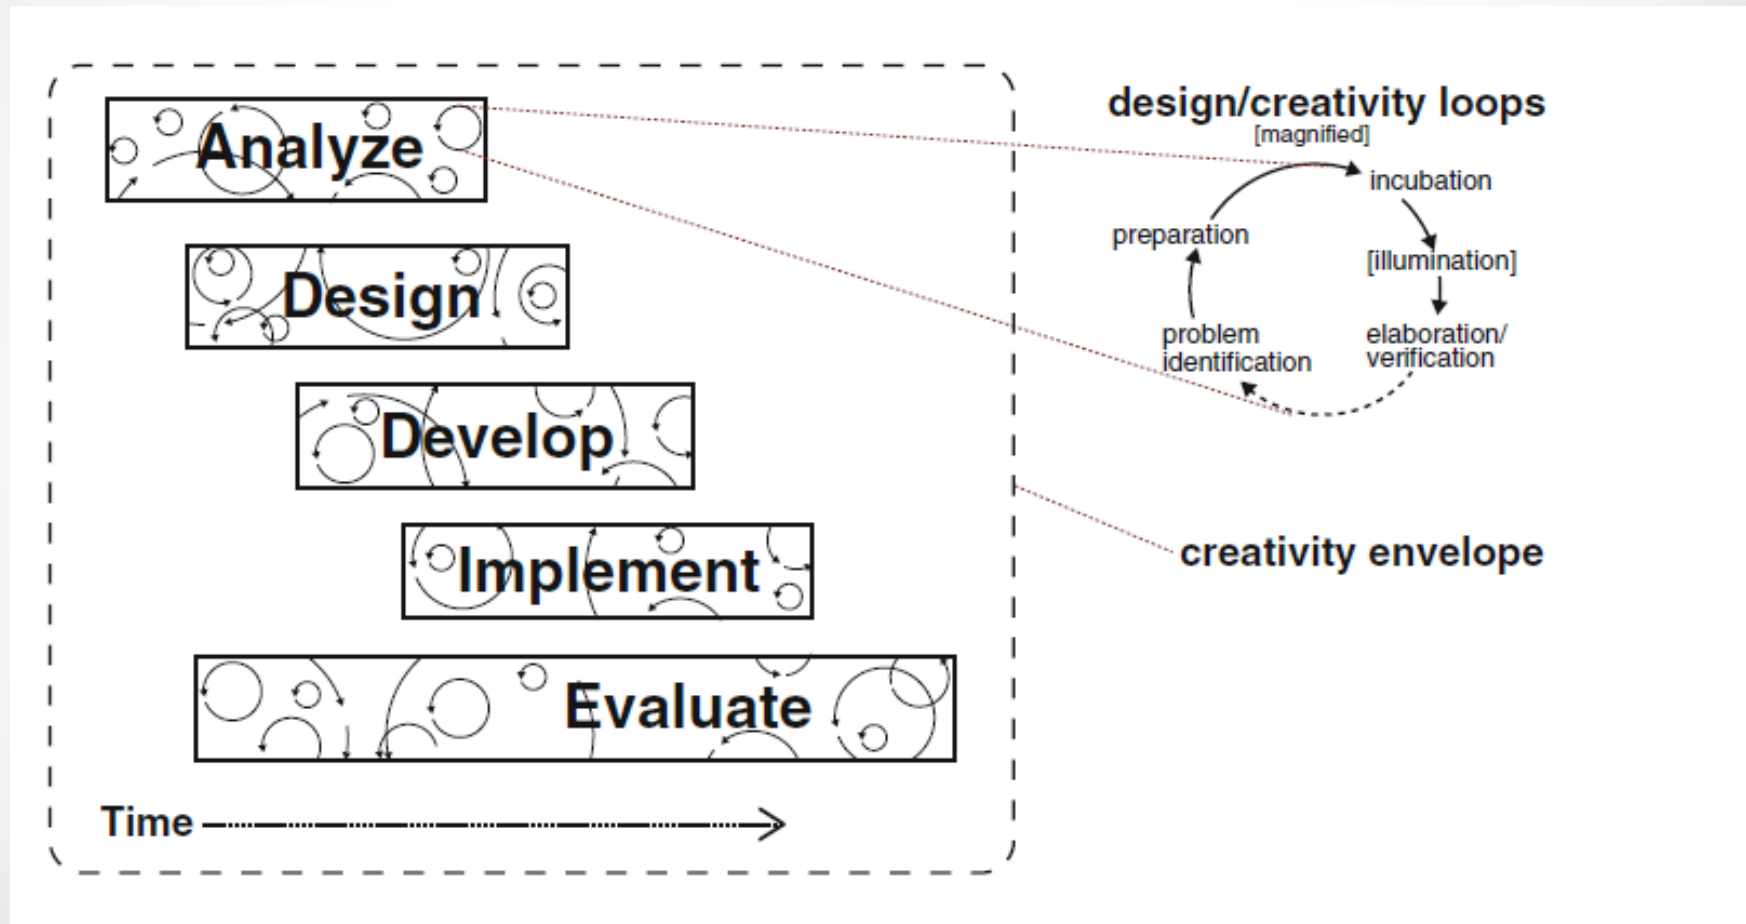 Analyze
Design
Develop
Implement
Evaluate
Time
design/creativity loops
[magnified]
incubation
preparation
[illumination]
problem
identification
elaboration/
verification
creativity envelope